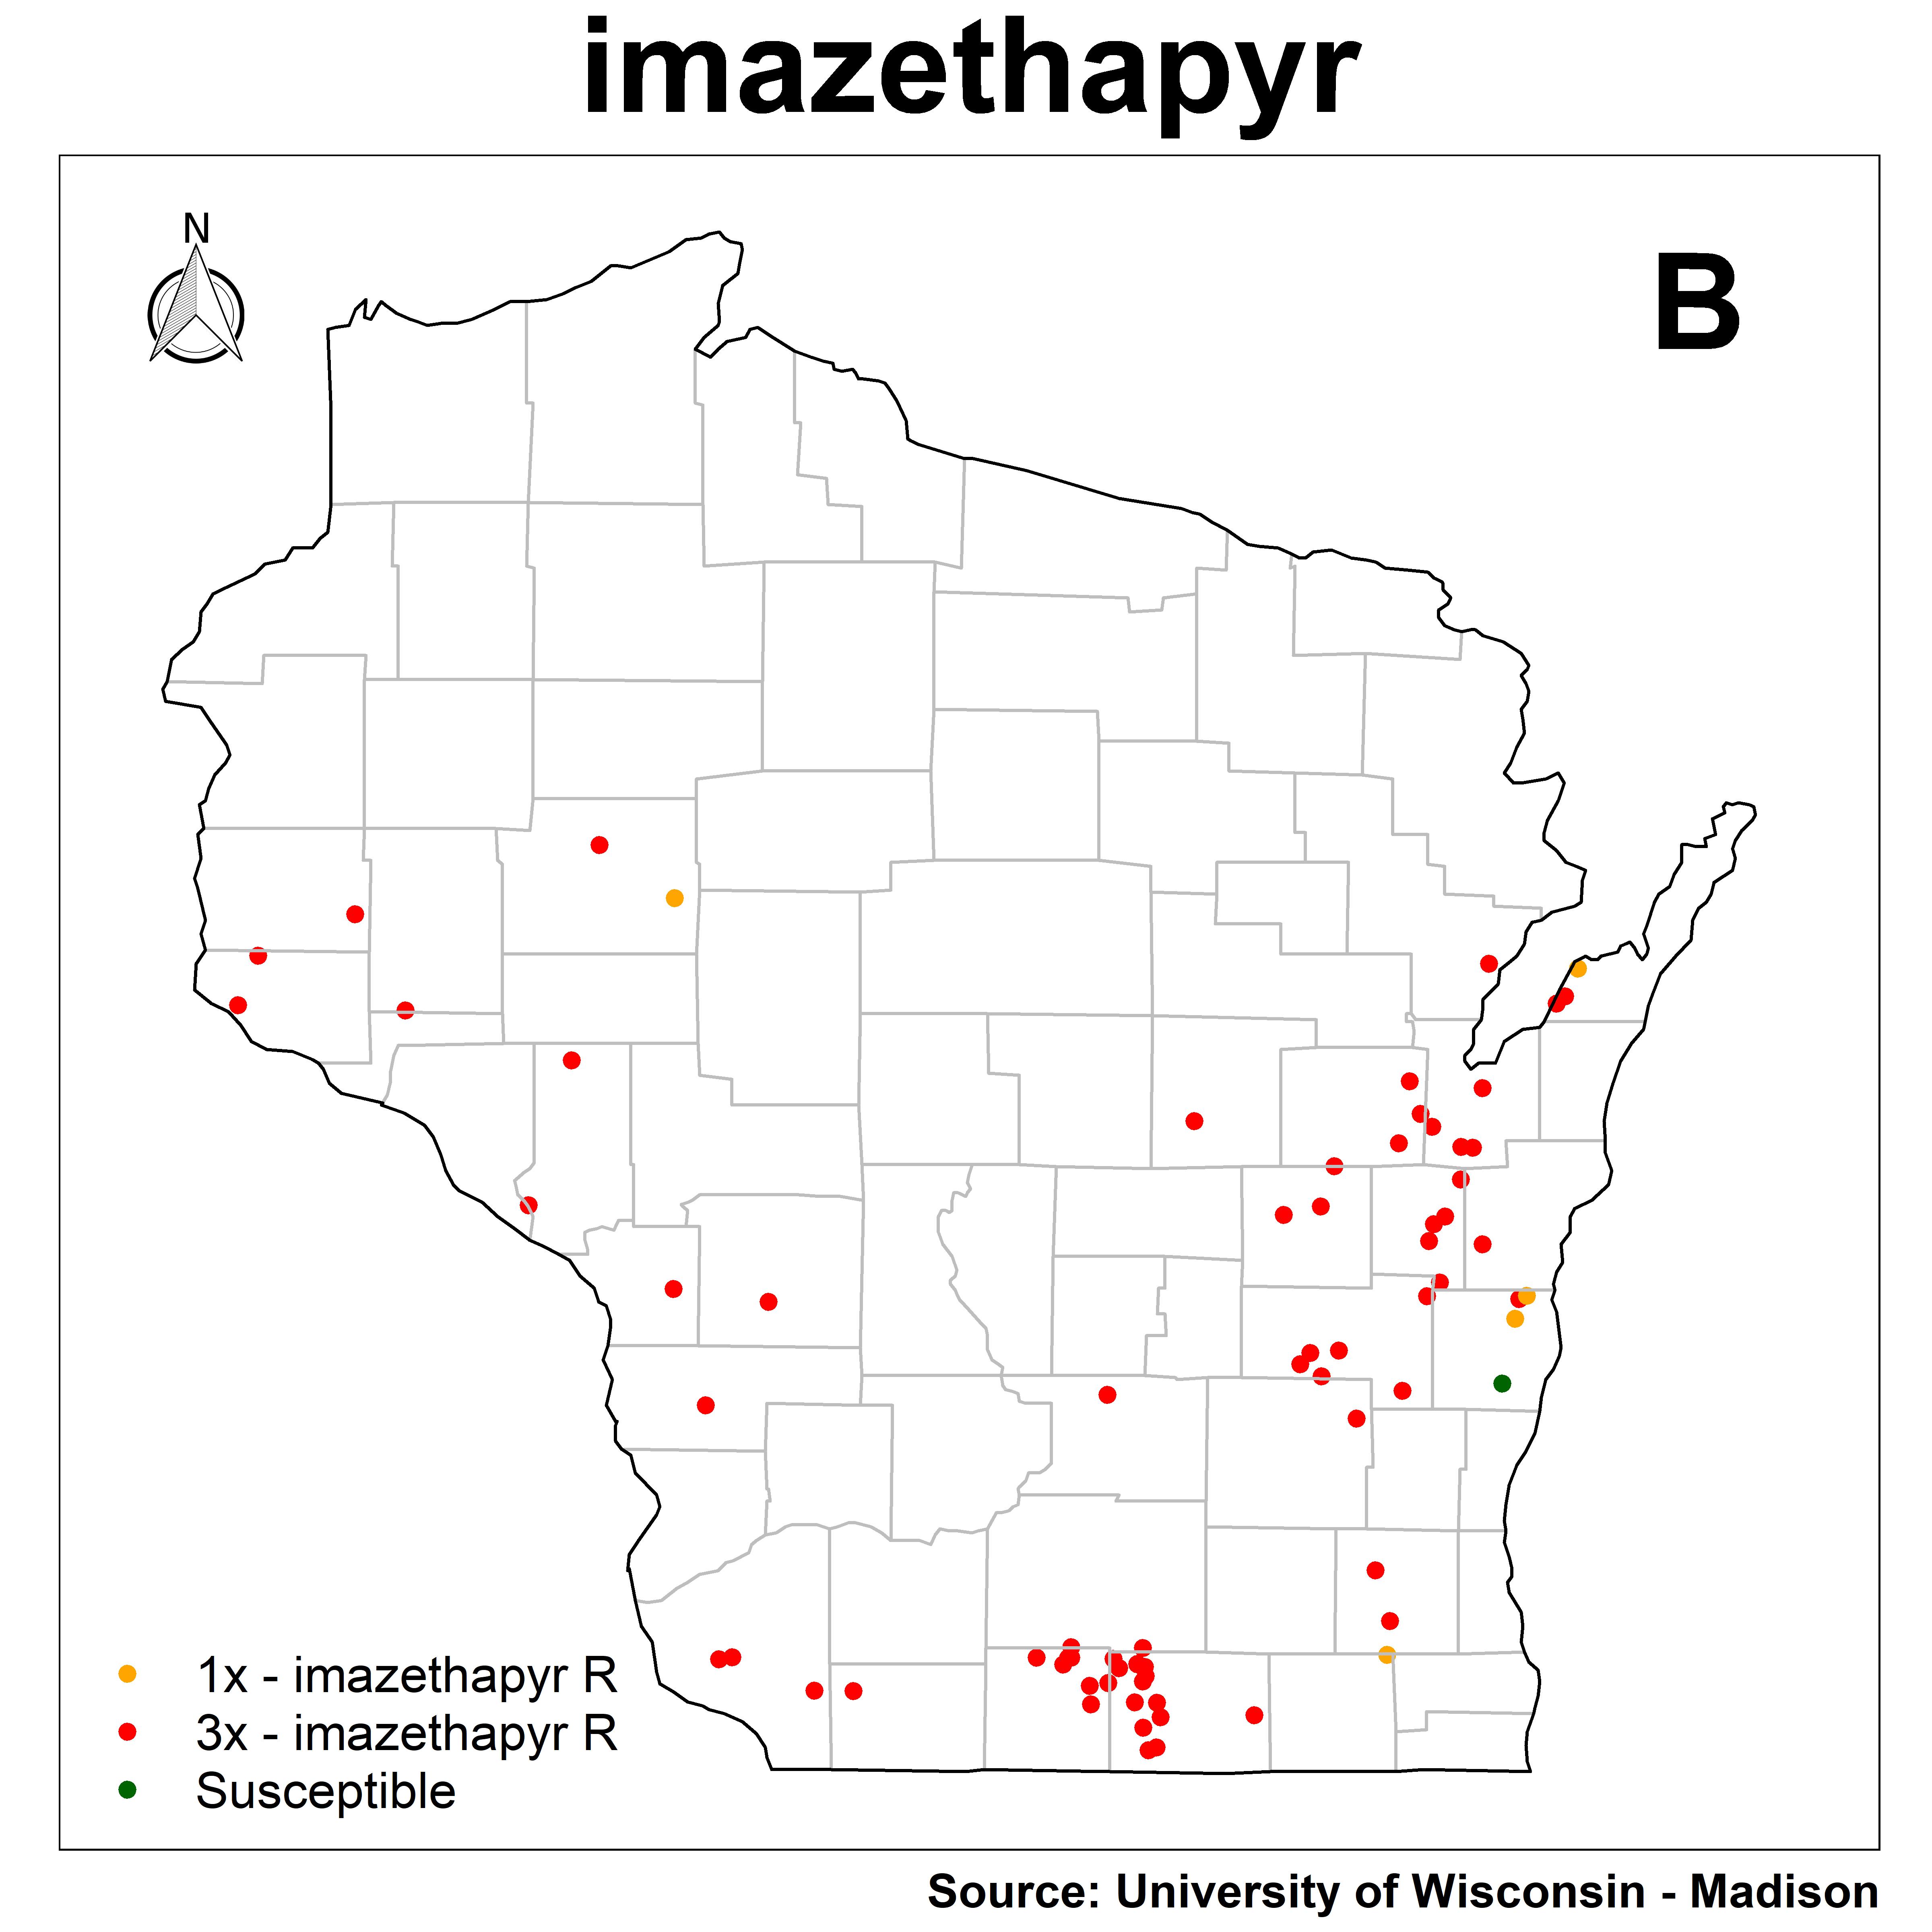 imazethapyr
N
B
1x - imazethapyr R
3x - imazethapyr R
Susceptible
Source: University of Wisconsin - Madison